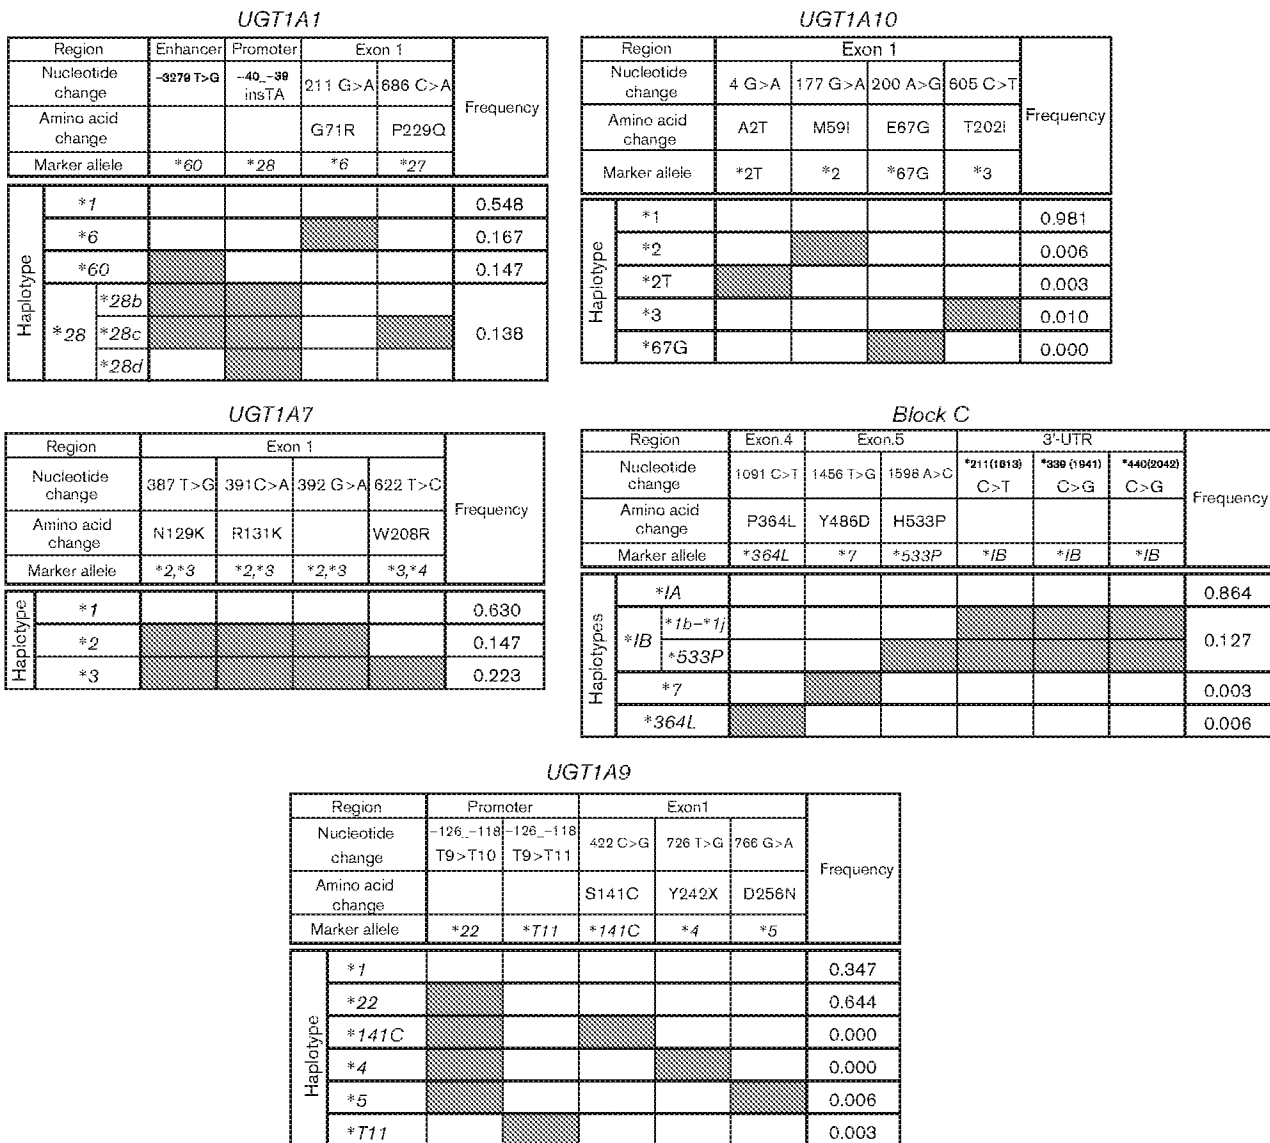 UGT1A1
Region Enhancer Promoter Exon 1 Frequency
Nucleotide change −3279 T>G −40_−39 insTA 211 G>A 686 C>A
Amino acid change G71R P229Q
Marker allele *60 *28 *6 *27
Haplotype
*1 0.548
*6 0.167
*60 0.147
*28 *28b *28c *28d 0.138
UGT1A10
Region Exon 1 Frequency
Nucleotide change 4 G>A 177 G>A 200 A>G 605 C>T
Amino acid change A2T M59I E67G T202I
Marker allele *2T *2 *67G *3
Haplotype
*1 0.981
*2 0.006
*2T 0.003
*3 0.010
*67G 0.000
UGT1A7
Region Exon 1 Frequency
Nucleotide change 387 T>G 391C>A 392 G>A 622 T>C
Amino acid change N129K R131K W208R
Marker allele *2,*3 *2,*3 *2,*3 *3,*4
Haplotype
*1 0.630
*2 0.147
*3 0.223
Block C
Region Exon.4 Exon.5 3'-UTR Frequency
Nucleotide change 1091 C>T 1456 T>G 1598 A>C *211(1813) C>T *339 (1941) C>G *440(2042) C>G
Amino acid change P364L Y486D H533P
Marker allele *364L *7 *533P *IB *IB *IB
Haplotypes
*IA 0.864
*IB *1b−*1j *533P 0.127
*7 0.003
*364L 0.006
UGT1A9
Region Promoter Exon1 Frequency
Nucleotide change −126_−118 T9>T10 −126_−118 T9>T11 422 C>G 726 T>G 766 G>A
Amino acid change S141C Y242X D256N
Marker allele *22 *T11 *141C *4 *5
Haplotype
*1 0.347
*22 0.644
*141C 0.000
*4 0.000
*5 0.006
*T11 0.003